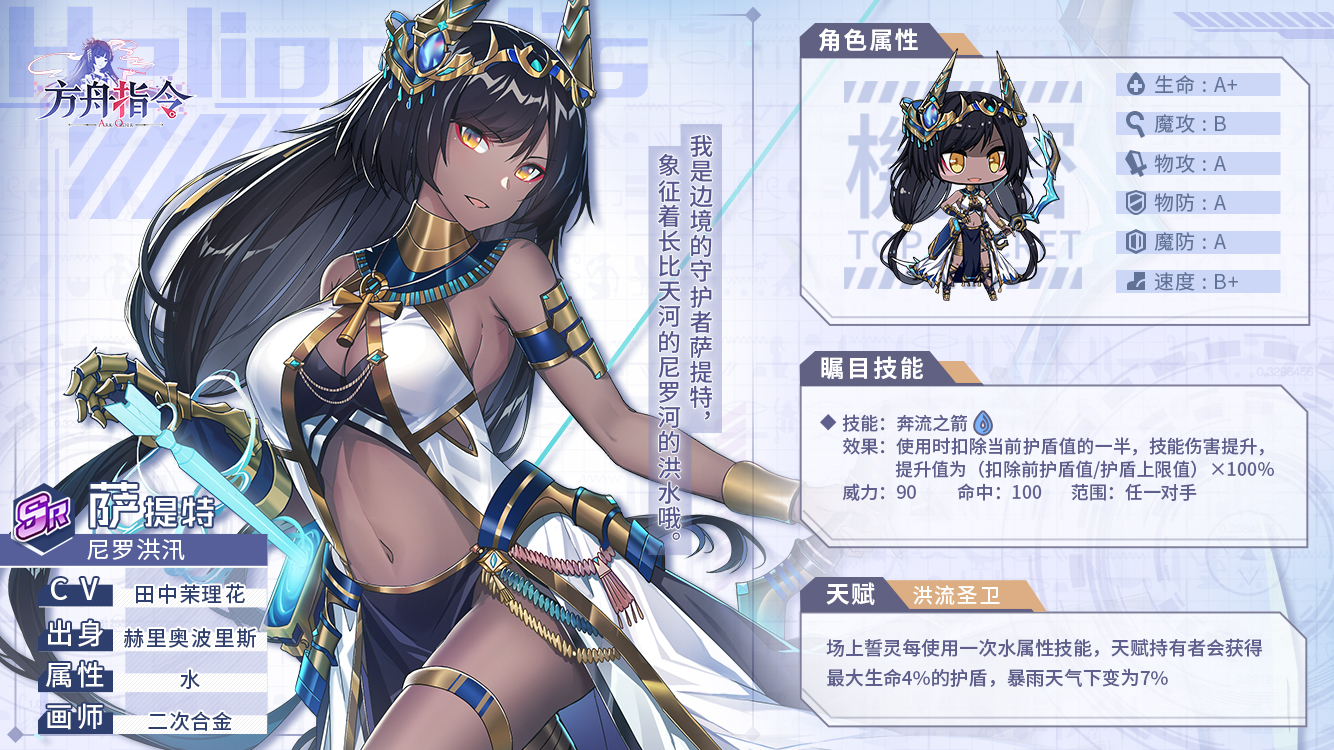 Heliopolis
方舟指令
ARK ORDER
我是边境的守护者萨提特，
象征着长比天河的尼罗河的洪水哦。
SR
萨提特
尼罗洪汛
CV 田中茉理花
出身 赫里奥波里斯
属性 水
画师 二次合金
角色属性
機密
TOP SECRET
生命：A+
魔攻：B
物攻：A
物防：A
魔防：A
速度：B+
瞩目技能
◆ 技能：奔流之箭
效果：使用时扣除当前护盾值的一半，技能伤害提升，
提升值为（扣除前护盾值/护盾上限值）×100%
威力：90 命中：100 范围：任一对手
天赋 洪流圣卫
场上誓灵每使用一次水属性技能，天赋持有者会获得
最大生命4%的护盾，暴雨天气下变为7%